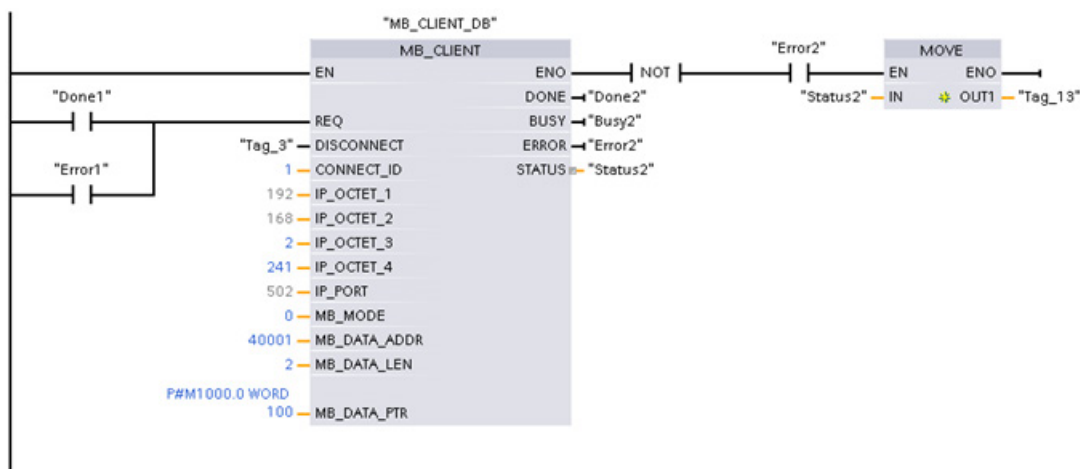 "MB_CLIENT_DB"
MB_CLIENT
"Error2"
MOVE
EN ENO NOT EN ENO
"Done1" DONE "Done2" "Status2" IN OUT1 "Tag_13"
REQ BUSY "Busy2"
"Tag_3" DISCONNECT ERROR "Error2"
"Error1" 1 CONNECT_ID STATUS "Status2"
192 IP_OCTET_1
168 IP_OCTET_2
2 IP_OCTET_3
241 IP_OCTET_4
502 IP_PORT
0 MB_MODE
40001 MB_DATA_ADDR
2 MB_DATA_LEN
P#M1000.0 WORD
100 MB_DATA_PTR